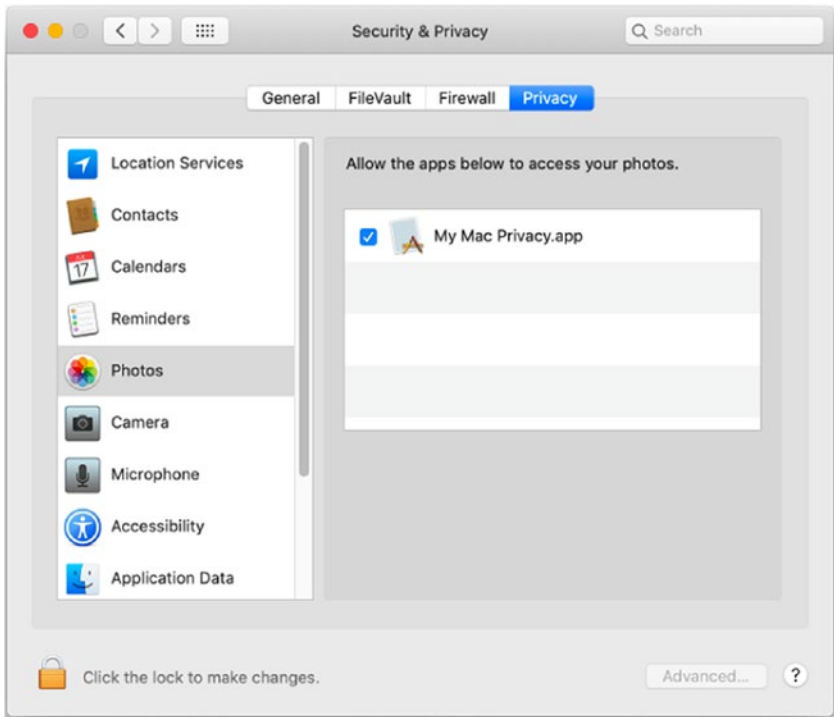 Security & Privacy
Search
General FileVault Firewall Privacy
Location Services
Contacts
17
Calendars
Reminders
Photos
Camera
Microphone
Accessibility
Application Data
Allow the apps below to access your photos.
My Mac Privacy.app
Click the lock to make changes.
Advanced...
?